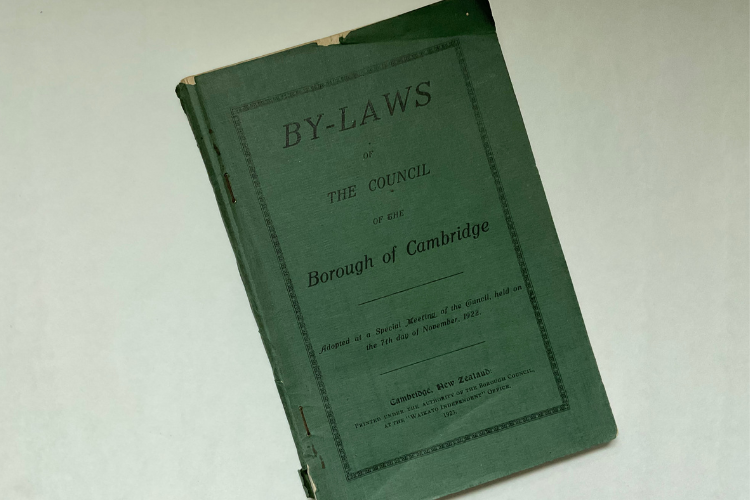 BY-LAWS
OF
THE COUNCIL
OF THE
Borough of Cambridge
Adopted at a Special Meeting of the Council, held on
the 7th day of November, 1922.
Cambridge, New Zealand:
PRINTED UNDER THE AUTHORITY OF THE BOROUGH COUNCIL,
AT THE "WAIKATO INDEPENDENT" OFFICE.